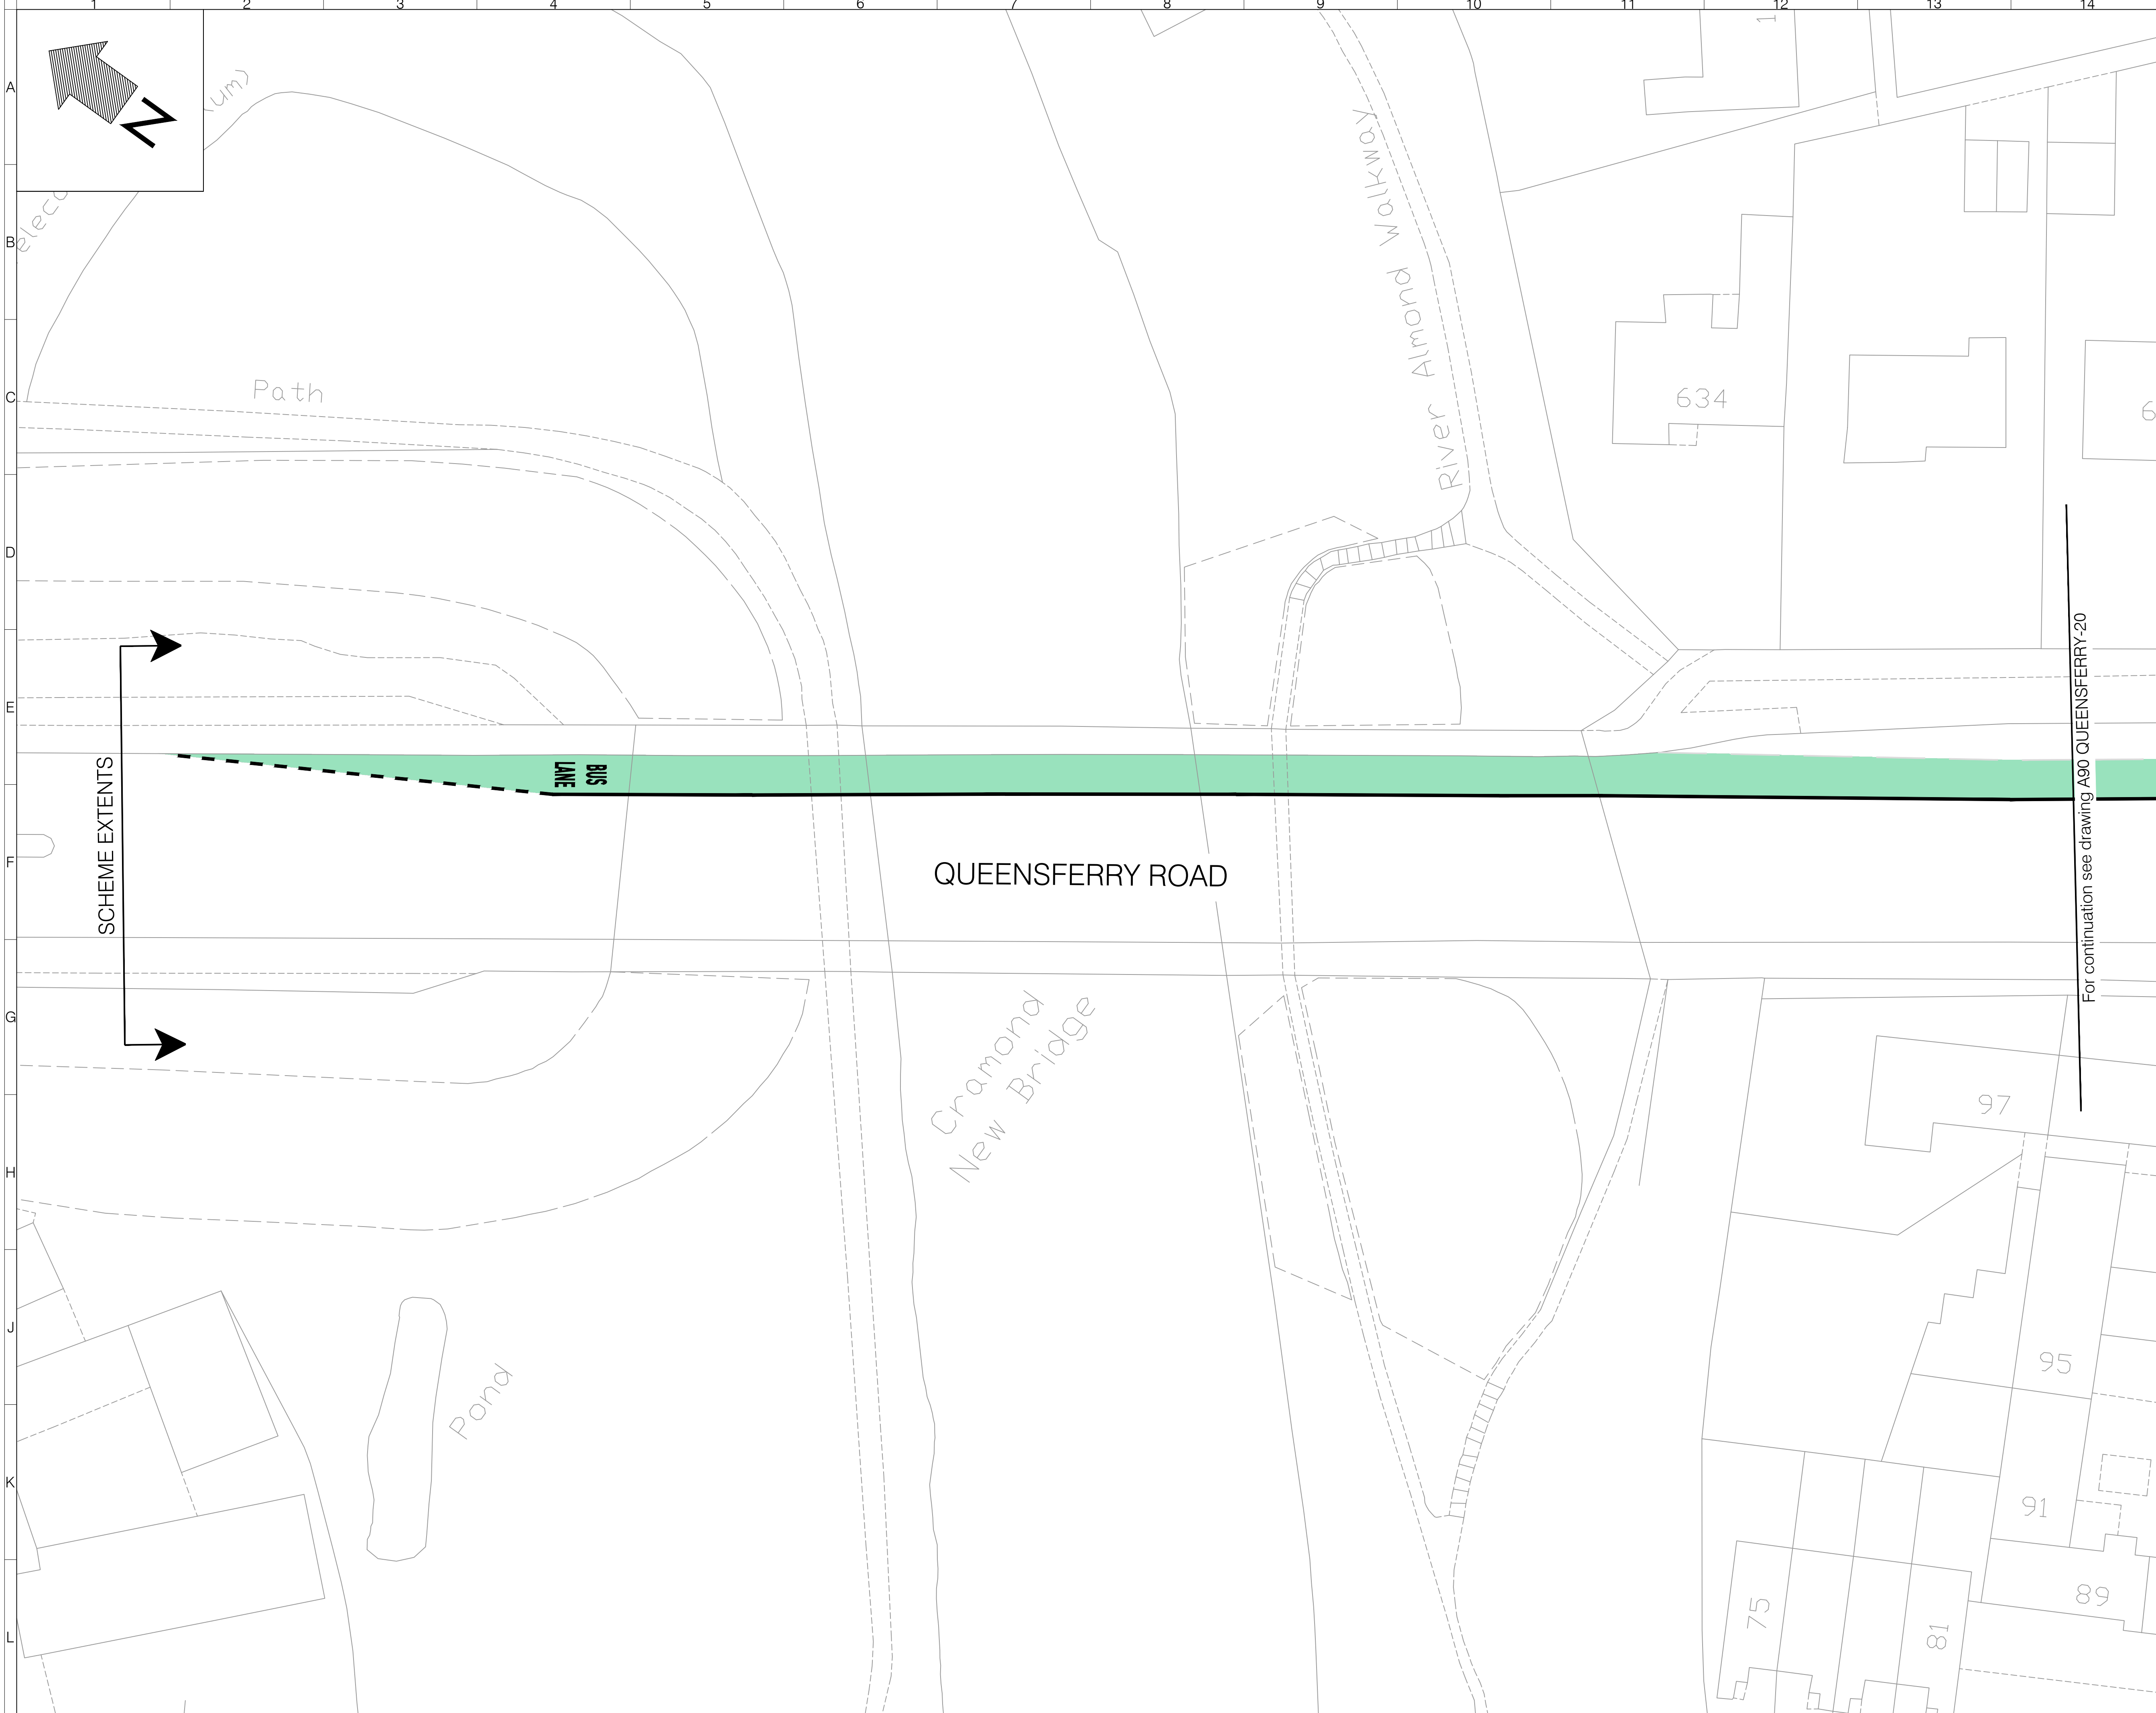 1 2 3 4 5 6 7 8 9 10 11 12 13 14
A
B
C
D
E
F
G
H
J
K
L
N
Path
River Almond Walkway
1
634
6
SCHEME EXTENTS
BUS
LANE
QUEENSFERRY ROAD
For continuation see drawing A90 QUEENSFERRY-20
Cramond
New Bridge
Pond
97
95
91
89
75
81